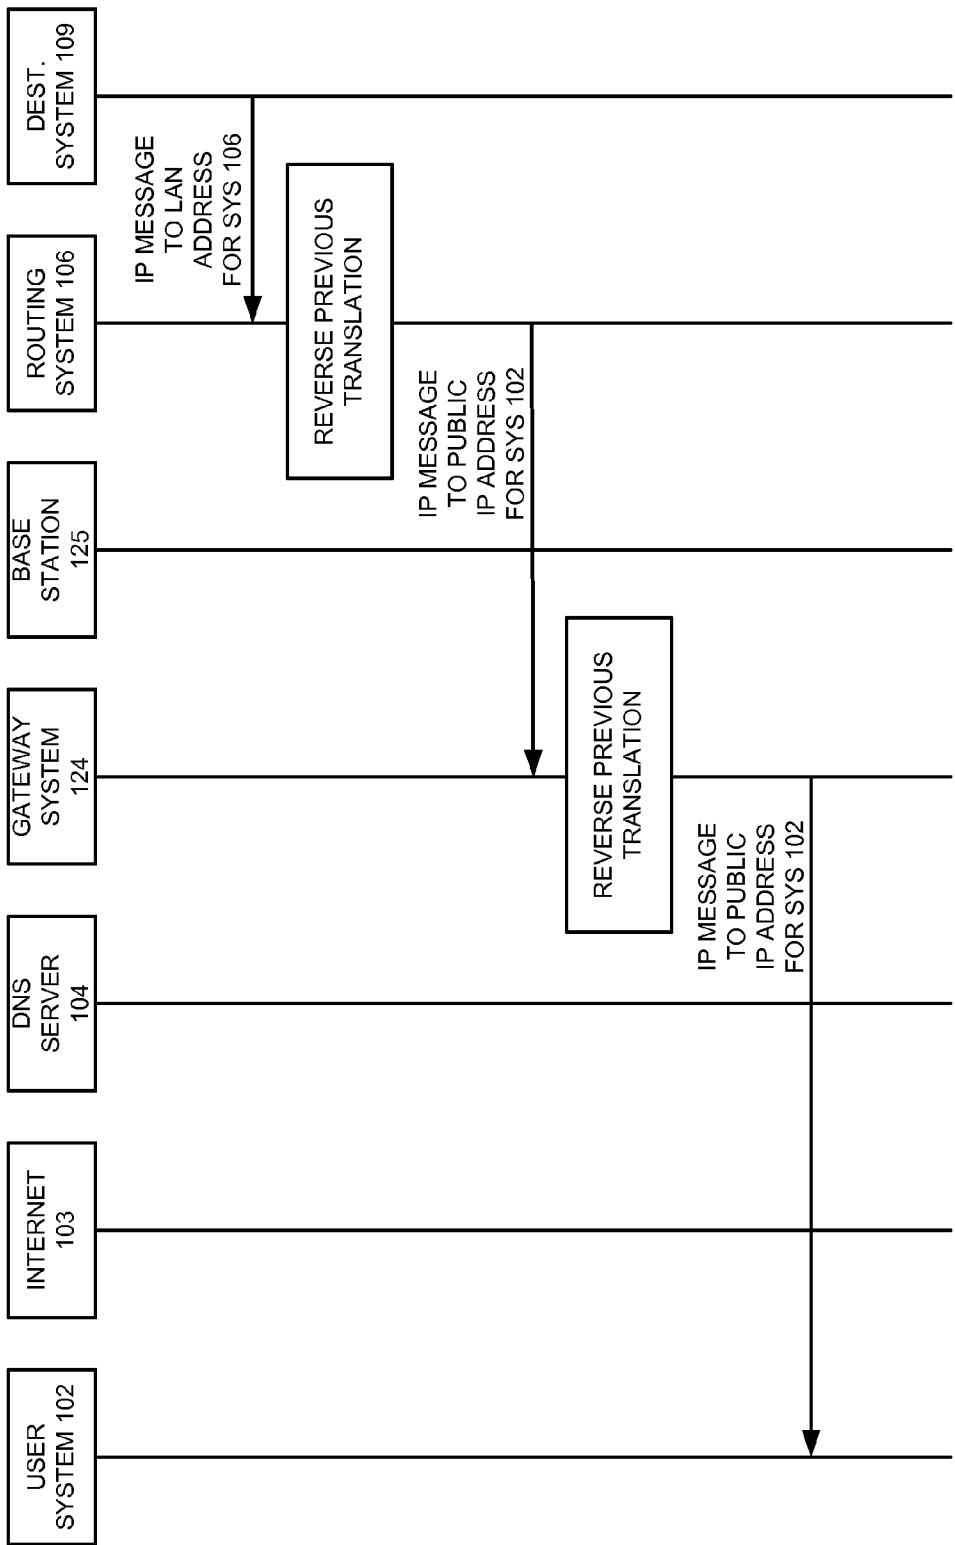 USER
SYSTEM 102
INTERNET
103
DNS
SERVER
104
GATEWAY
SYSTEM
124
BASE
STATION
125
ROUTING
SYSTEM 106
DEST.
SYSTEM 109
IP MESSAGE
TO LAN
ADDRESS
FOR SYS 106
REVERSE PREVIOUS
TRANSLATION
IP MESSAGE
TO PUBLIC
IP ADDRESS
FOR SYS 102
REVERSE PREVIOUS
TRANSLATION
IP MESSAGE
TO PUBLIC
IP ADDRESS
FOR SYS 102